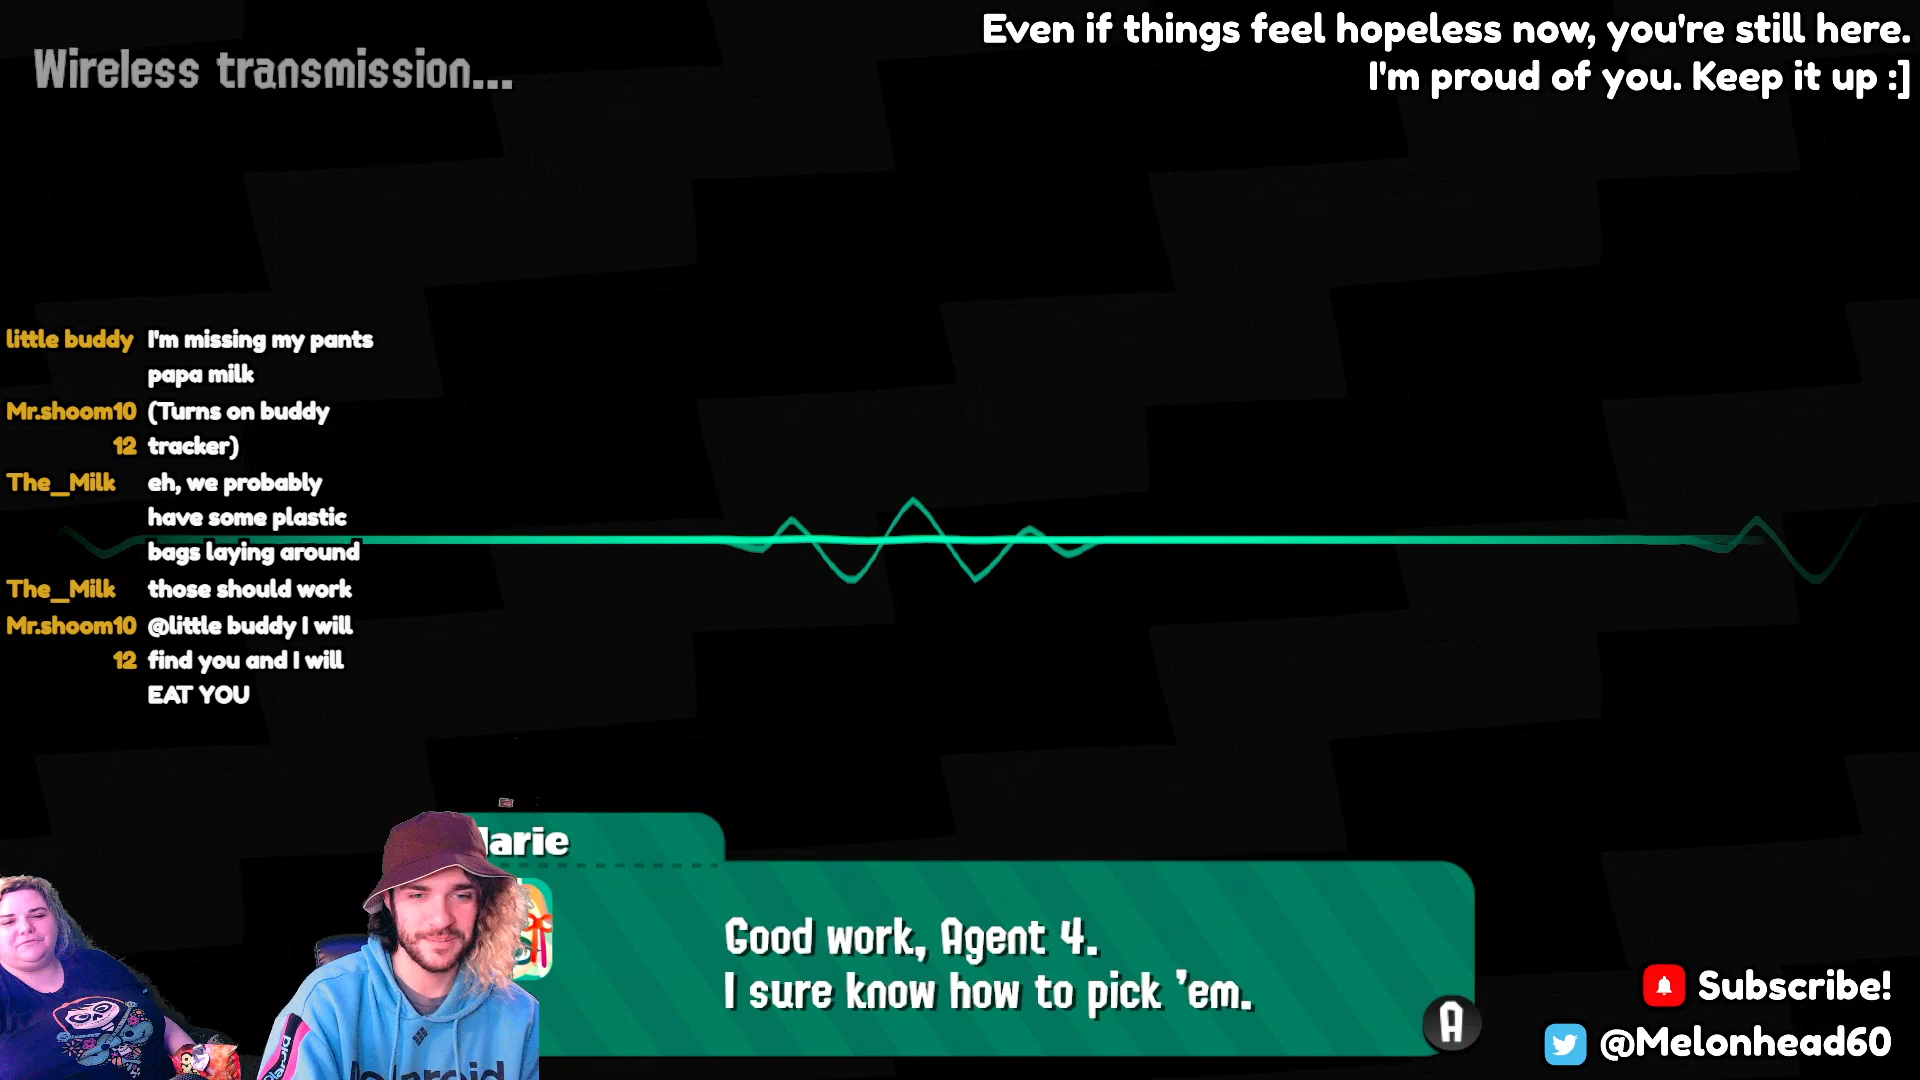 Even if things feel hopeless now, you're still here.
I'm proud of you. Keep it up :]
Wireless transmission...
little buddy I'm missing my pants
papa milk
Mr.shoom10 (Turns on buddy
12 tracker)
The_Milk eh, we probably
have some plastic
bags laying around
The_Milk those should work
Mr.shoom10 @little buddy I will
12 find you and I will
EAT YOU
arie
Good work, Agent 4.
I sure know how to pick 'em.
A
Subscribe!
@Melonhead60